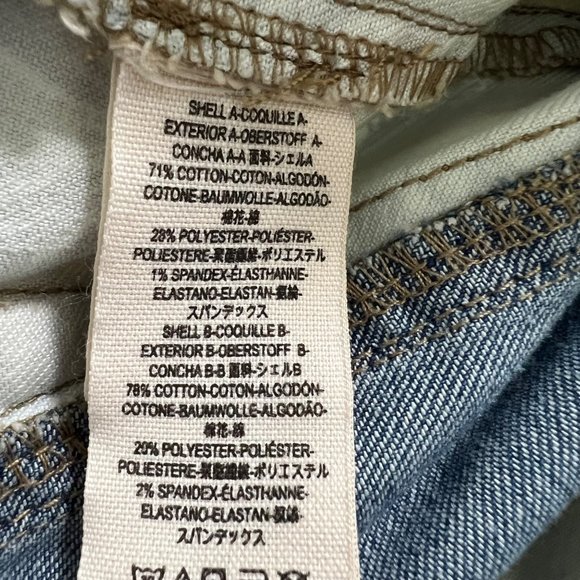 SHELL A-COQUILLE A-
EXTERIOR A-OBERSTOFF A-
CONCHA A-A 面料-シェルA
71% COTTON-COTON-ALGODÓN-
COTONE-BAUMWOLLE-ALGODÃO-
棉花-綿
28% POLYESTER-POLIÉSTER-
POLIESTERE-聚酯纖維-ポリエステル
1% SPANDEX-ÉLASTHANNE-
ELASTANO-ELASTAN-氨綸-
スパンデックス
SHELL B-COQUILLE B-
EXTERIOR B-OBERSTOFF B-
CONCHA B-B 面料-シェルB
78% COTTON-COTON-ALGODÓN-
COTONE-BAUMWOLLE-ALGODÃO-
棉花-綿
20% POLYESTER-POLIÉSTER-
POLIESTERE-聚酯纖維-ポリエステル
2% SPANDEX-ÉLASTHANNE-
ELASTANO-ELASTAN-氨綸-
スパンデックス